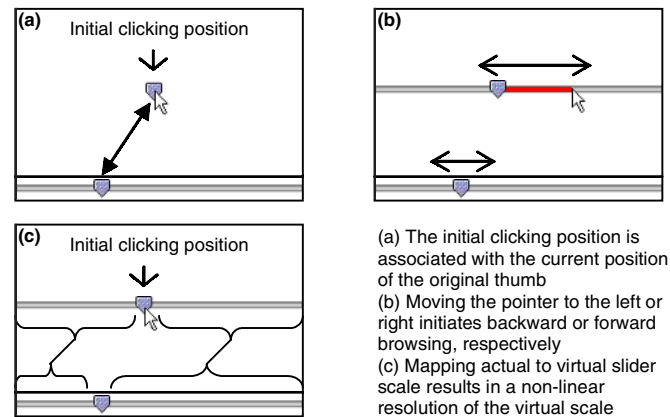 (a)
Initial clicking position
(b)
(c)
Initial clicking position
(a) The initial clicking position is
associated with the current position
of the original thumb
(b) Moving the pointer to the left or
right initiates backward or forward
browsing, respectively
(c) Mapping actual to virtual slider
scale results in a non-linear
resolution of the virtual scale